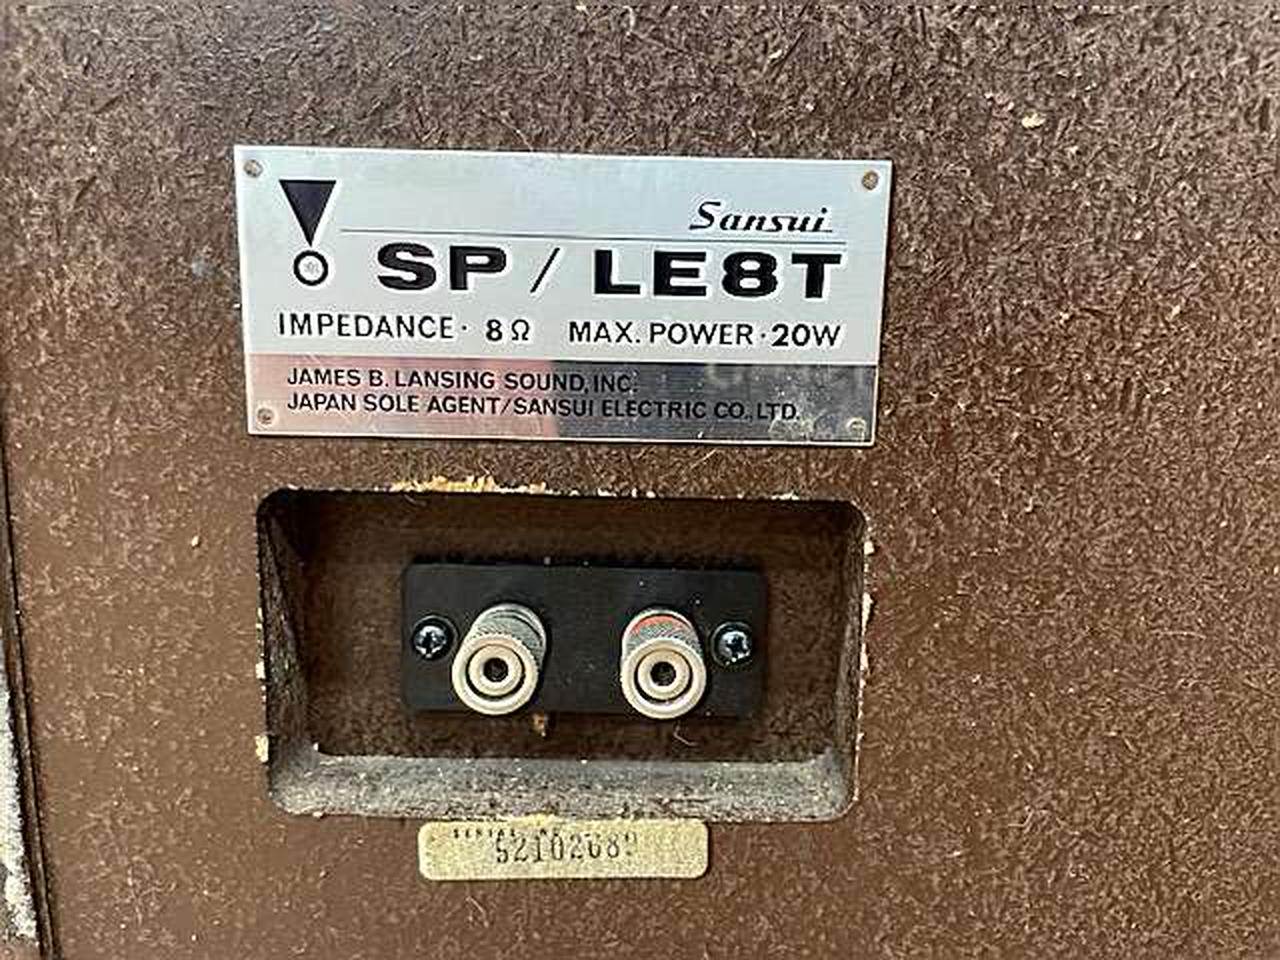 Sansui
SP / LE8T
IMPEDANCE · 8Ω MAX. POWER · 20W
JAMES B. LANSING SOUND, INC.
JAPAN SOLE AGENT/SANSUI ELECTRIC CO., LTD.